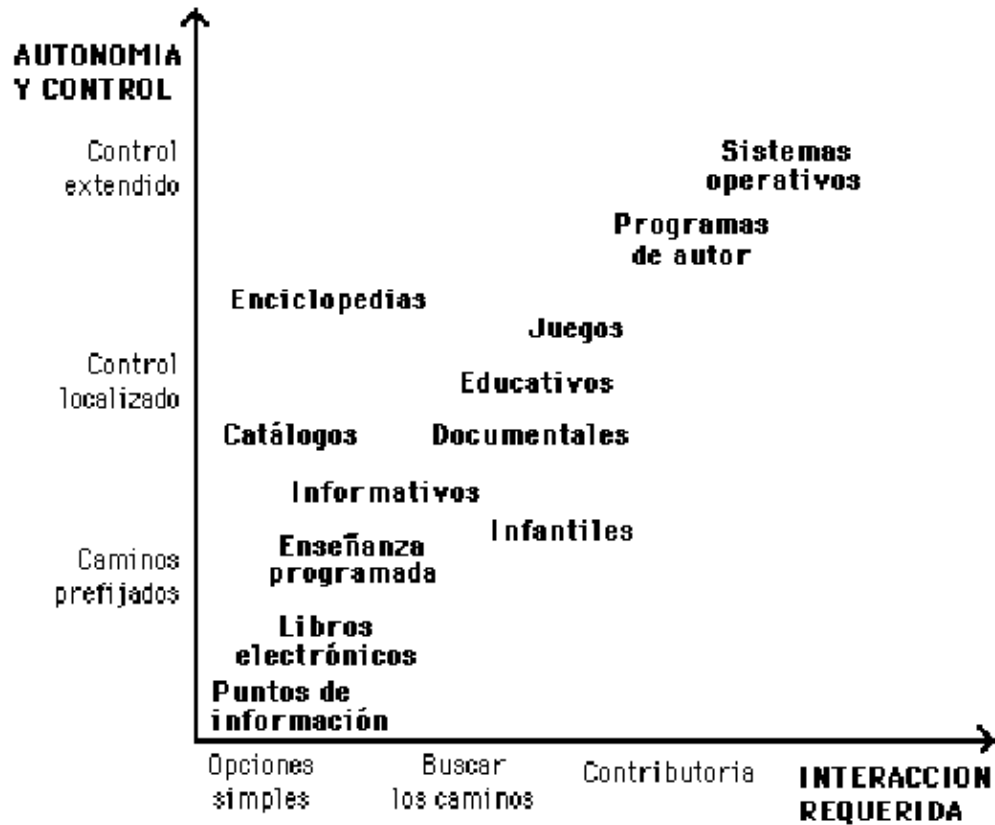 AUTONOMIA
Y CONTROL
Control
extendido
Sistemas
operativos
Programas
de autor
Enciclopedias
Juegos
Control
localizado
Educativos
Catálogos
Documentales
Informativos
Infantiles
Enseñanza
programada
Caminos
prefijados
Libros
electrónicos
Puntos de
información
Opciones
simples
Buscar
los caminos
Contributoria
INTERACCION
REQUERIDA